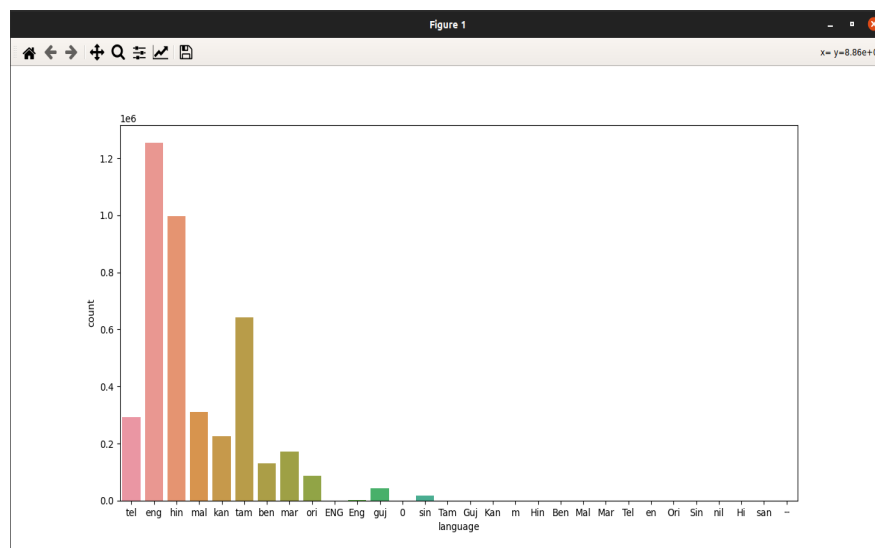 Figure 1
x= y=8.86e+0
1e6
1.2
1.0
0.8
0.6
0.4
0.2
0.0
count
tel eng hin mal kan tam ben mar ori ENG Eng guj 0 sin Tam Guj Kan m Hin Ben Mal Mar Tel en Ori Sin nil Hi san --
language